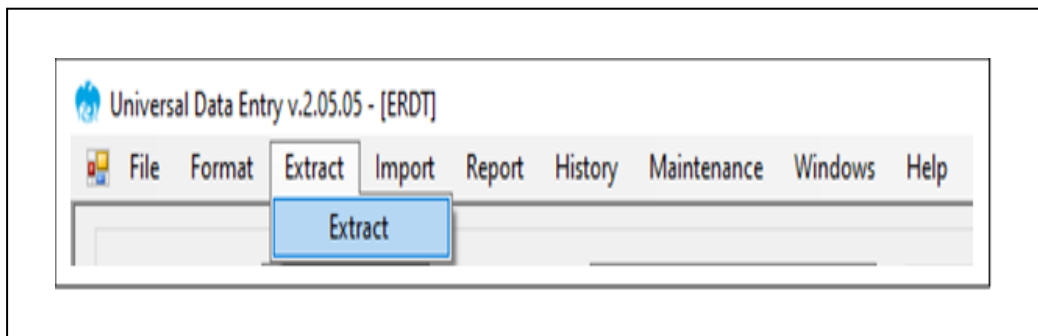 Universal Data Entry v.2.05.05 - [ERDT]
File Format Extract Import Report History Maintenance Windows Help
Extract